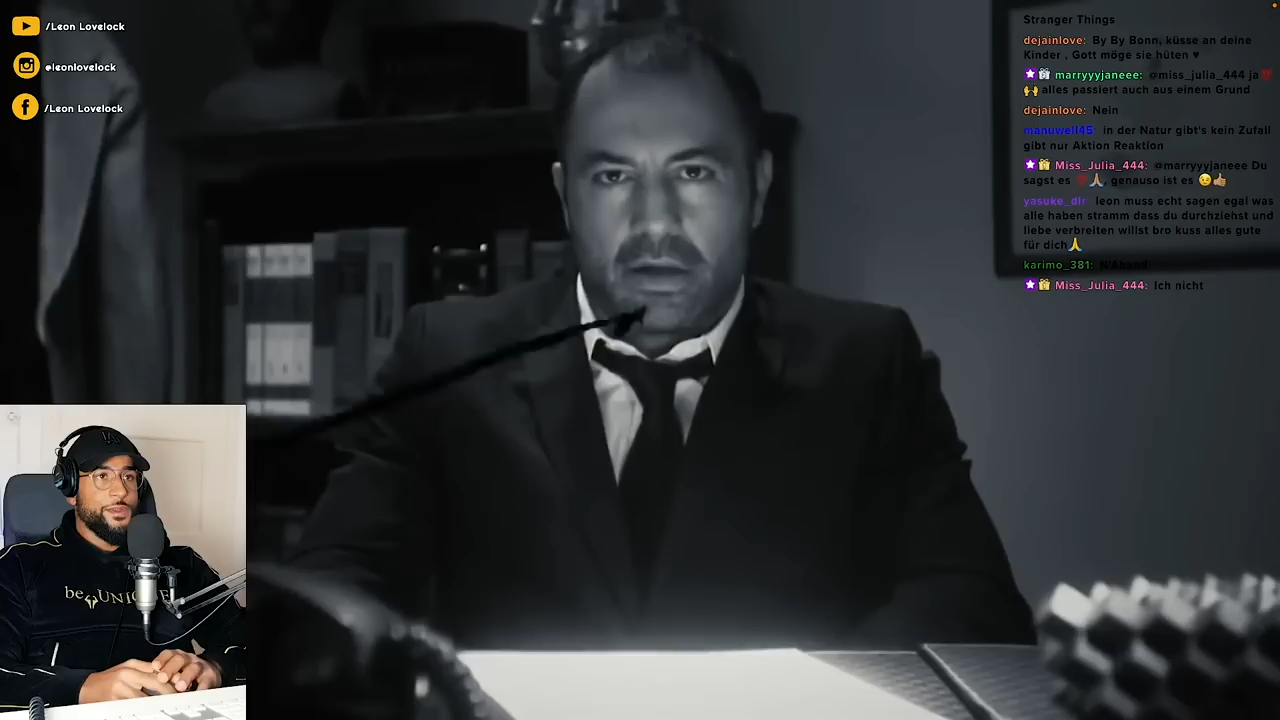 /Leon Lovelock
@leonlovelock
/Leon Lovelock
Stranger Things
dejainlove: By By Bonn, küsse an deine
Kinder , Gott möge sie hüten ♥
marryyyjaneee: @miss_julia_444 ja‼️
🙌 alles passiert auch aus einem Grund
dejainlove: Nein
manuwell45: in der Natur gibt's kein Zufall
gibt nur Aktion Reaktion
Miss_Julia_444: @marryyyjaneee Du
sagst es ‼️🙏🏽, genauso ist es 😉👍🏽
yasuke_dlr: leon muss echt sagen egal was
alle haben stramm dass du durchziehst und
liebe verbreiten willst bro kuss alles gute
für dich🙏
karimo_381: N'Abend
Miss_Julia_444: Ich nicht
be UNIQUE